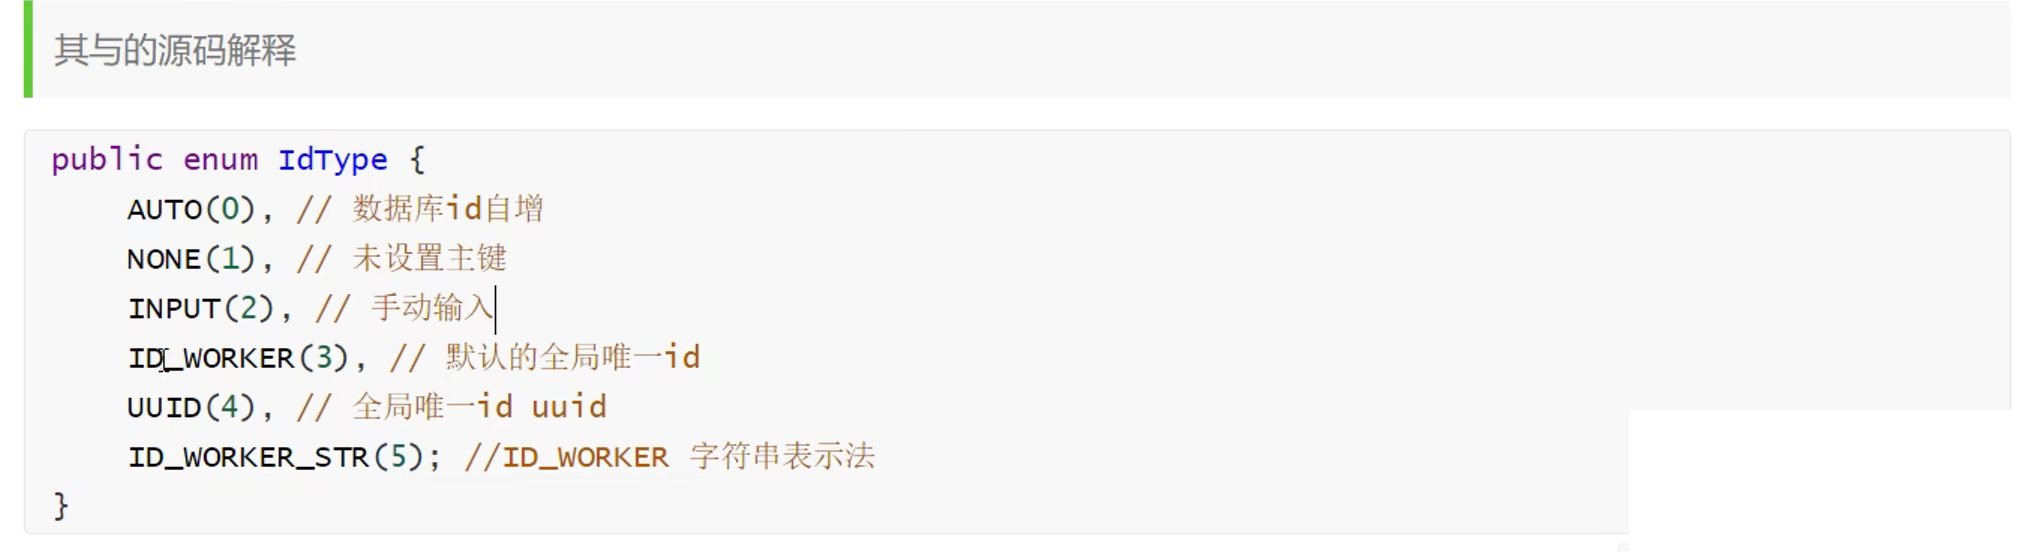 其与的源码解释
public enum IdType {
    AUTO(0), // 数据库id自增
    NONE(1), // 未设置主键
    INPUT(2), // 手动输入
    ID_WORKER(3), // 默认的全局唯一id
    UUID(4), // 全局唯一id uuid
    ID_WORKER_STR(5); //ID_WORKER 字符串表示法
}